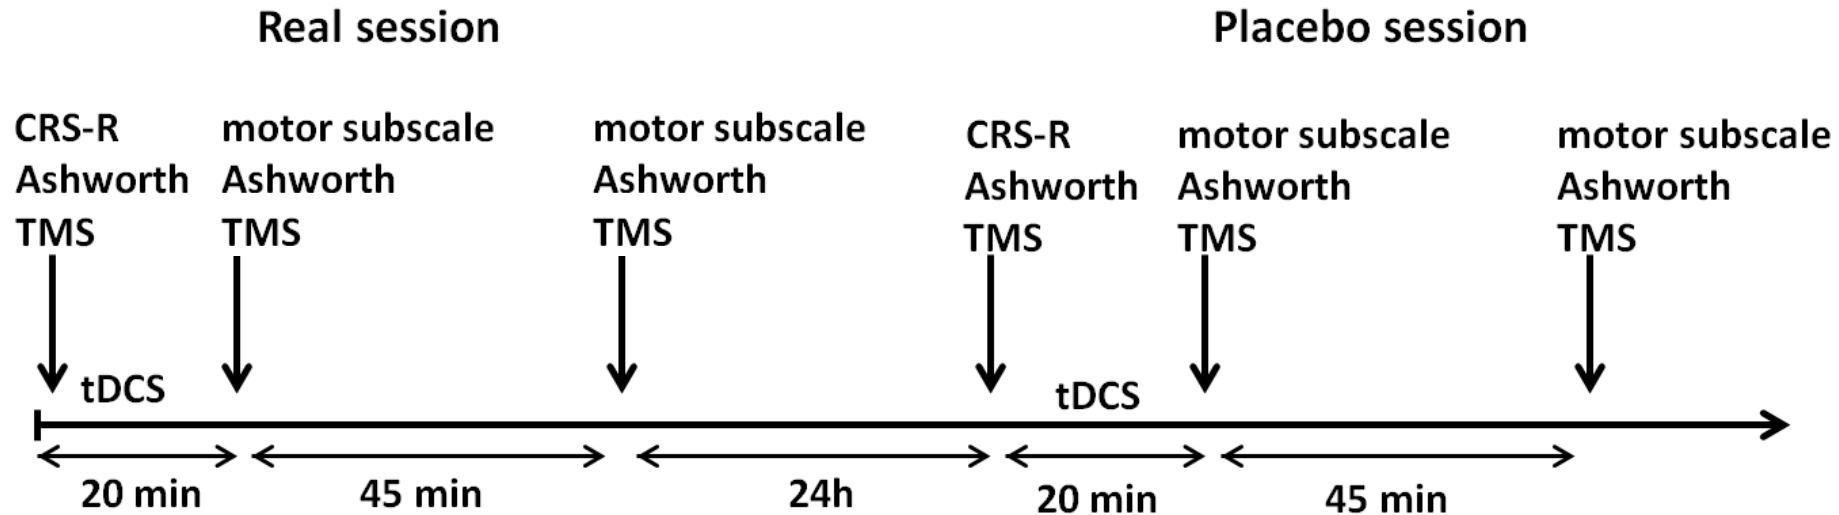 Real session
Placebo session
CRS-R
Ashworth
TMS
motor subscale
Ashworth
TMS
motor subscale
Ashworth
TMS
CRS-R
Ashworth
TMS
motor subscale
Ashworth
TMS
motor subscale
Ashworth
TMS
tDCS
tDCS
20 min
45 min
24h
20 min
45 min